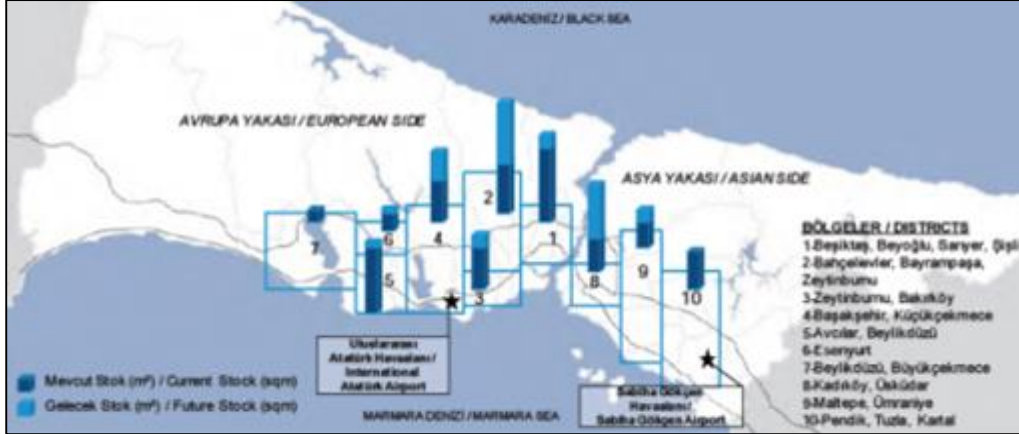 KARADENİZ / BLACK SEA
AVRUPA YAKASI / EUROPEAN SIDE
ASYA YAKASI / ASIAN SIDE
2
4
1
6
7
5
3
8
9
10
BÖLGELER / DISTRICTS
1-Beşiktaş, Beyoğlu, Sarıyer, Şişli
2-Bahçelievler, Bayrampaşa,
Zeytinburnu
3-Zeytinburnu, Bakırköy
4-Başakşehir, Küçükçekmece
5-Avcılar, Beylikdüzü
6-Esenyurt
7-Beylikdüzü, Büyükçekmece
8-Kadıköy, Üsküdar
9-Maltepe, Ümraniye
10-Pendik, Tuzla, Kartal
Uluslararası
Atatürk Havaalanı /
International
Atatürk Airport
Sabiha Gökçen
Havaalanı /
Sabiha Gökçen Airport
Mevcut Stok (m²) / Current Stock (sqm)
Gelecek Stok (m²) / Future Stock (sqm)
MARMARA DENİZİ / MARMARA SEA